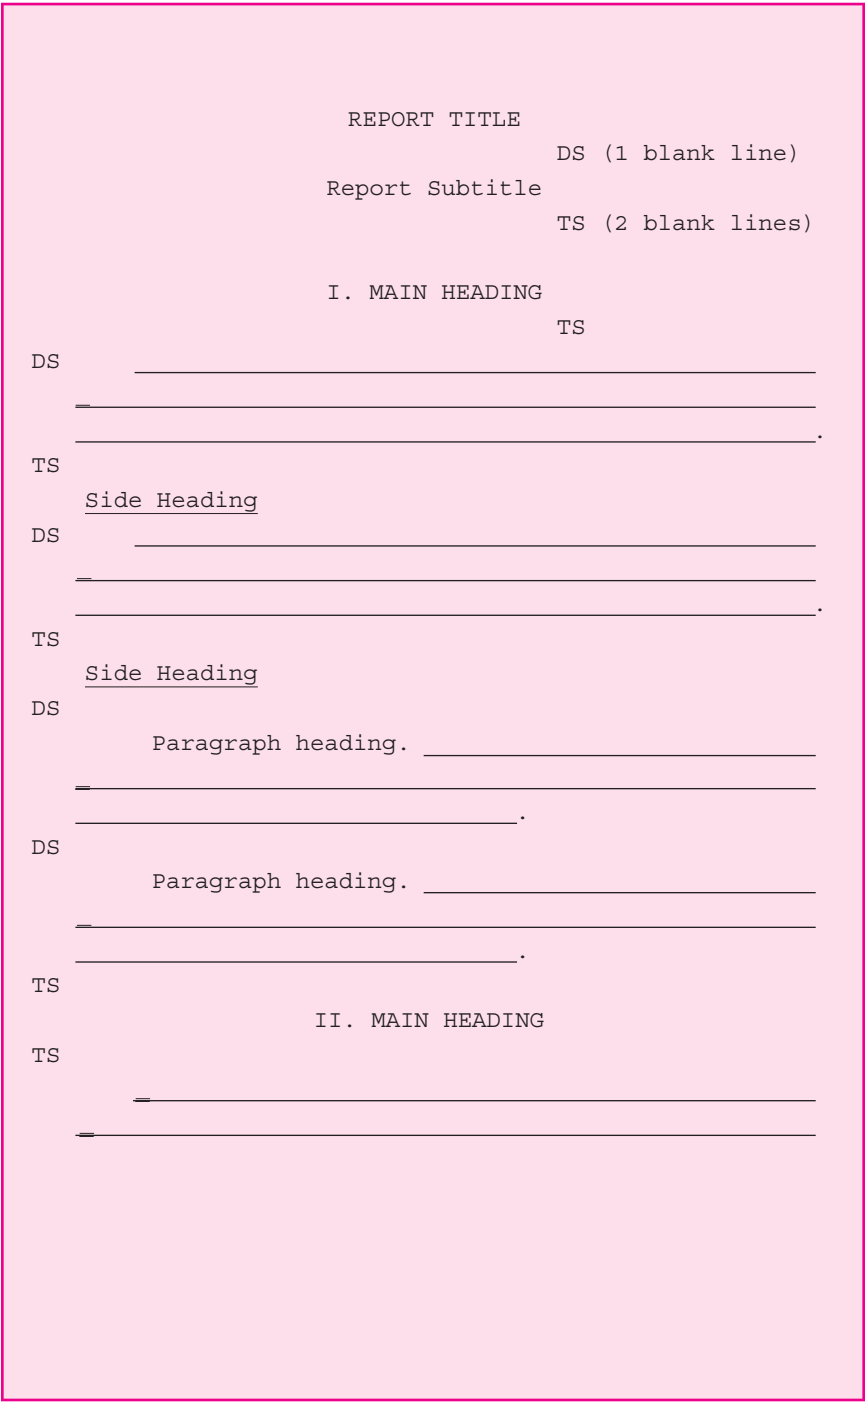 REPORT TITLE
DS (1 blank line)
Report Subtitle
TS (2 blank lines)
I. MAIN HEADING
TS
DS
.
TS
Side Heading
DS
.
TS
Side Heading
DS
Paragraph heading.
.
DS
Paragraph heading.
.
TS
II. MAIN HEADING
TS